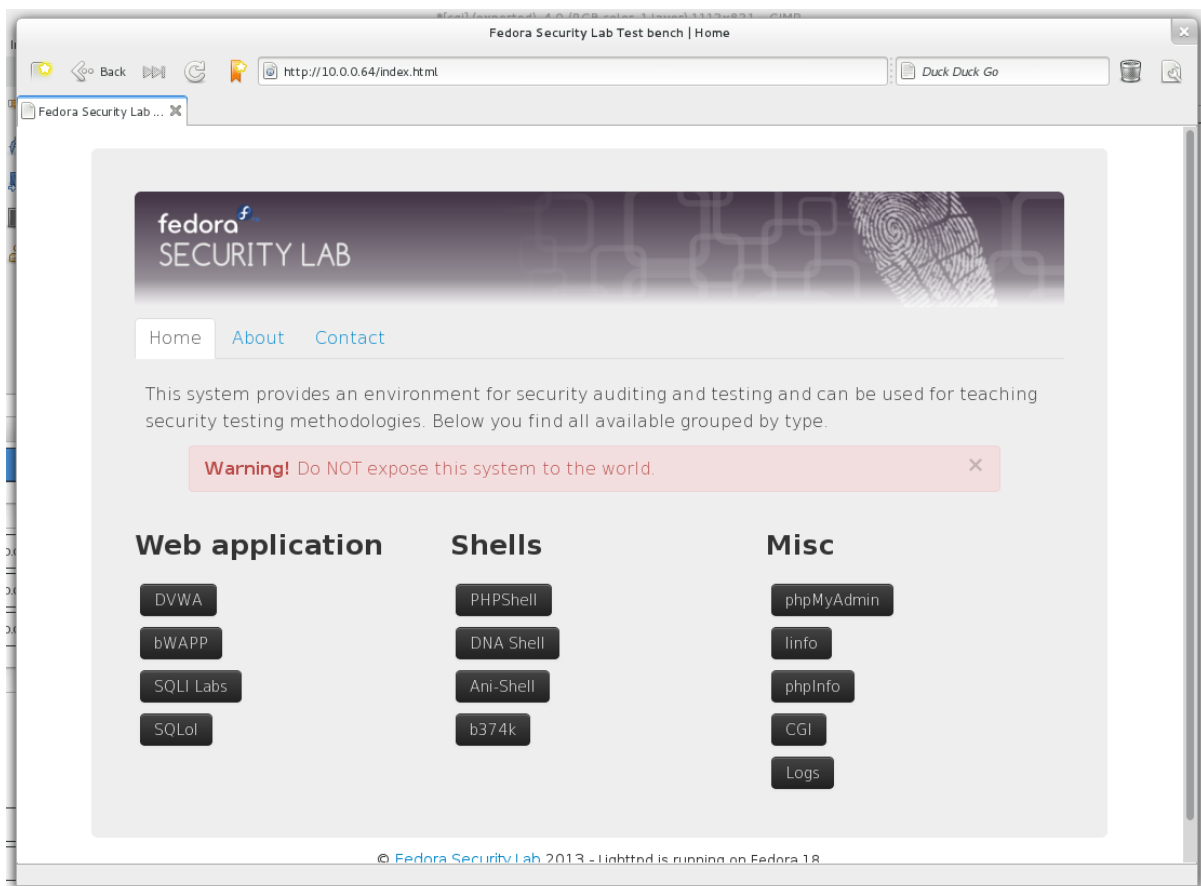 Fedora Security Lab Test bench | Home
Back
http://10.0.0.64/index.html
Duck Duck Go
Fedora Security Lab ...
fedora
SECURITY LAB
Home About Contact
This system provides an environment for security auditing and testing and can be used for teaching
security testing methodologies. Below you find all available grouped by type.
Warning! Do NOT expose this system to the world.
Web application
DVWA
bWAPP
SQLI Labs
SQLol
Shells
PHPShell
DNA Shell
Ani-Shell
b374k
Misc
phpMyAdmin
linfo
phpInfo
CGI
Logs
© Fedora Security Lab 2013 - Lighttpd is running on Fedora 18